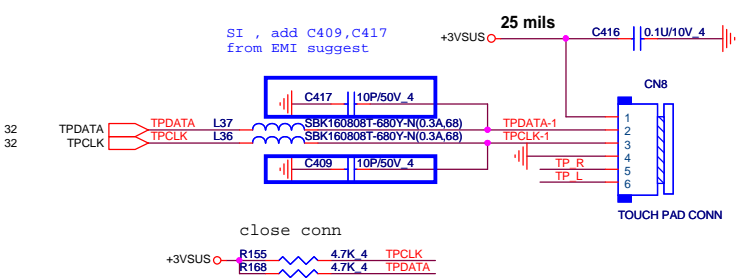 SI , add C409,C417
from EMI suggest
25 mils
+3VSUS
C416
0.1U/10V_4
CN8
C417
10P/50V_4
32 TPDATA TPDATA L37 SBK160808T-680Y-N(0.3A,68) TPDATA-1
32 TPCLK TPCLK L36 SBK160808T-680Y-N(0.3A,68) TPCLK-1
C409
10P/50V_4
1
2
3
4
5
6
TP_R
TP_L
TOUCH PAD CONN
close conn
+3VSUS
R155 4.7K_4 TPCLK
R168 4.7K_4 TPDATA